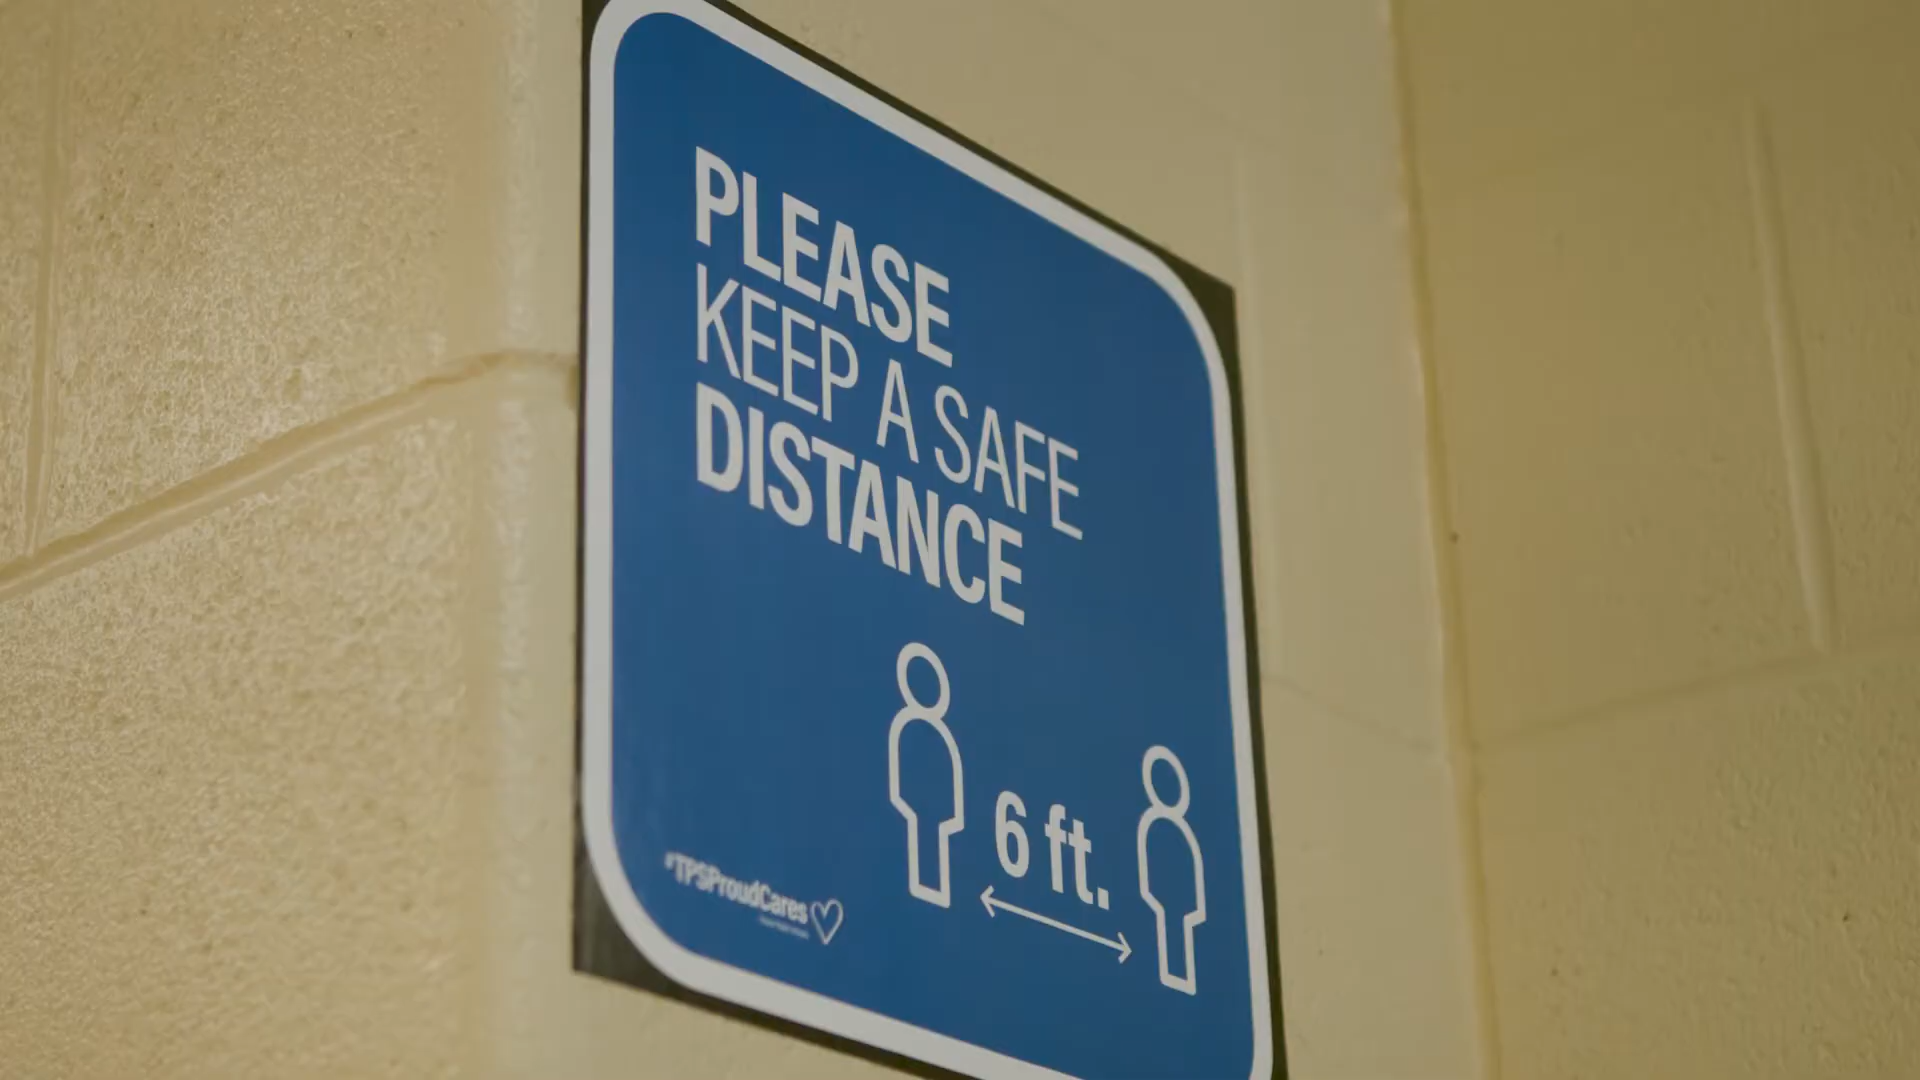 PLEASE
KEEP A SAFE
DISTANCE
6 ft.
#TPSProudCares